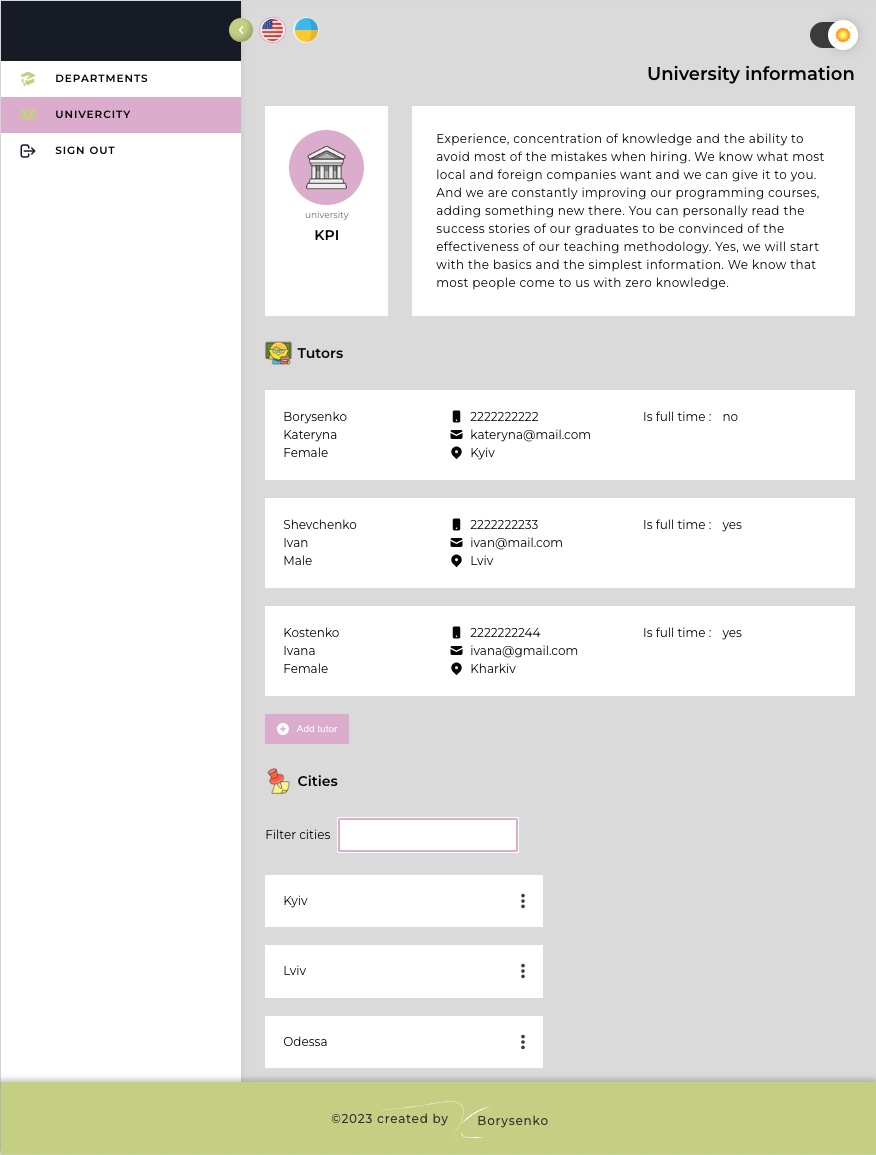 DEPARTMENTS
UNIVERCITY
SIGN OUT
University information
university
KPI
Experience, concentration of knowledge and the ability to
avoid most of the mistakes when hiring. We know what most
local and foreign companies want and we can give it to you.
And we are constantly improving our programming courses,
adding something new there. You can personally read the
success stories of our graduates to be convinced of the
effectiveness of our teaching methodology. Yes, we will start
with the basics and the simplest information. We know that
most people come to us with zero knowledge.
Tutors
Borysenko
Kateryna
Female
2222222222
kateryna@mail.com
Kyiv
Is full time : no
Shevchenko
Ivan
Male
2222222233
ivan@mail.com
Lviv
Is full time : yes
Kostenko
Ivana
Female
2222222244
ivana@gmail.com
Kharkiv
Is full time : yes
Add tutor
Cities
Filter cities
Kyiv
Lviv
Odessa
©2023 created by Borysenko